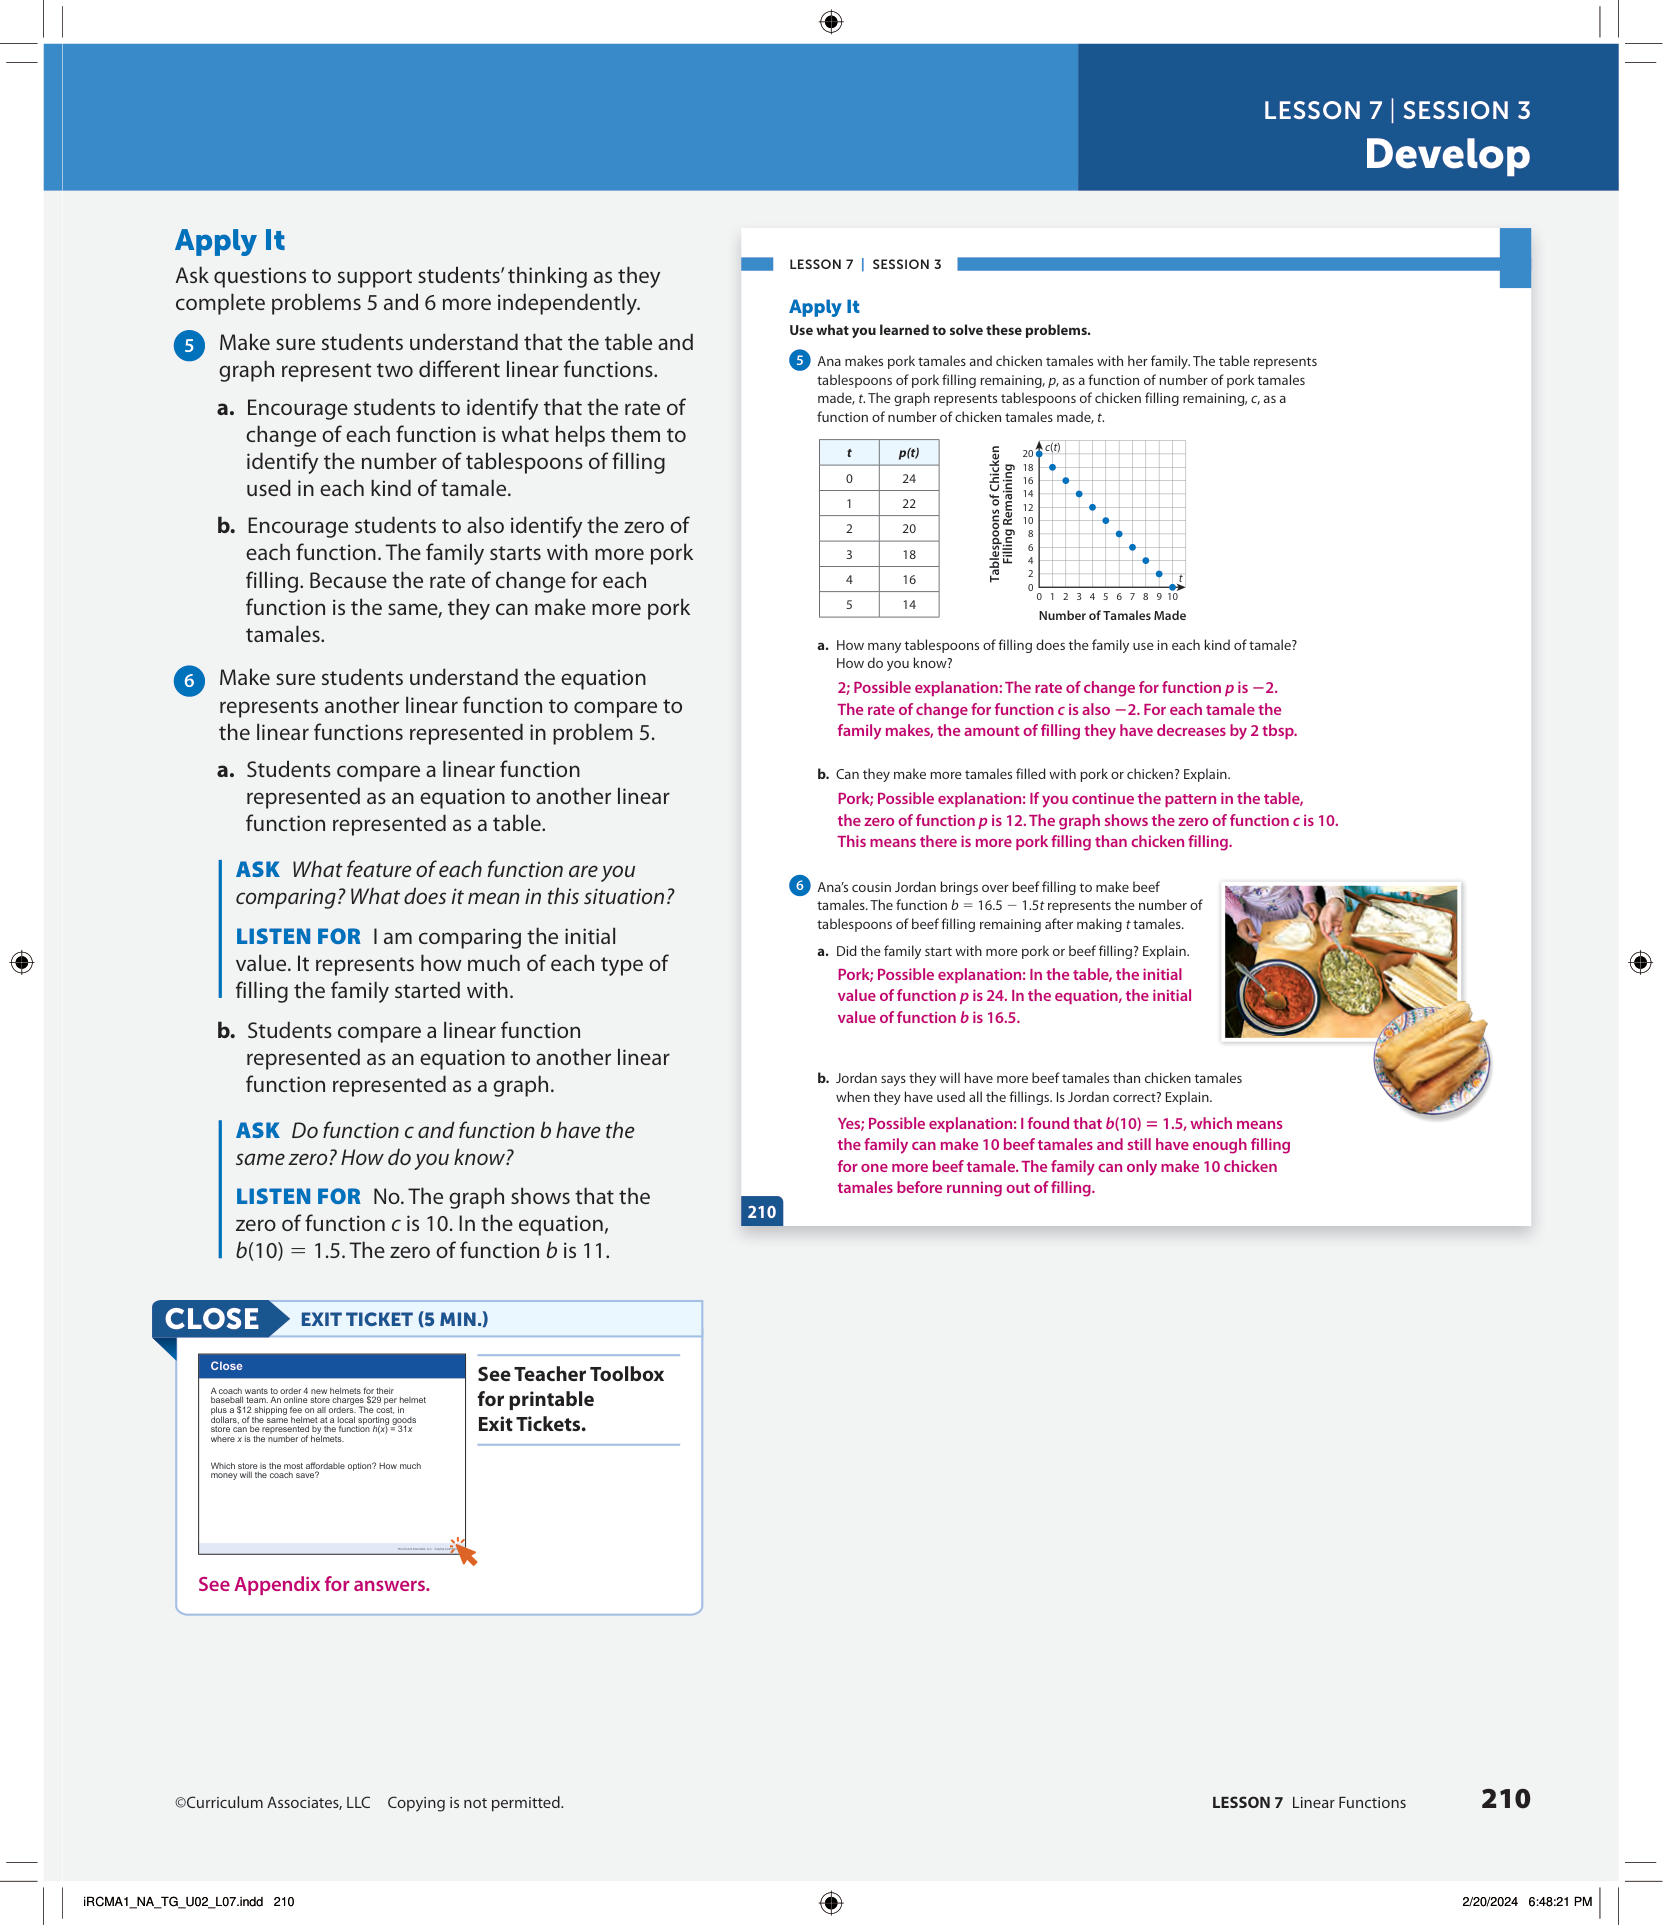 LESSON 7 | SESSION 3
Develop
Apply It
Ask questions to support students’ thinking as they
complete problems 5 and 6 more independently.
5 Make sure students understand that the table and
graph represent two different linear functions.
a. Encourage students to identify that the rate of
change of each function is what helps them to
identify the number of tablespoons of filling
used in each kind of tamale.
b. Encourage students to also identify the zero of
each function. The family starts with more pork
filling. Because the rate of change for each
function is the same, they can make more pork
tamales.
6 Make sure students understand the equation
represents another linear function to compare to
the linear functions represented in problem 5.
a. Students compare a linear function
represented as an equation to another linear
function represented as a table.
ASK What feature of each function are you
comparing? What does it mean in this situation?
LISTEN FOR I am comparing the initial
value. It represents how much of each type of
filling the family started with.
b. Students compare a linear function
represented as an equation to another linear
function represented as a graph.
ASK Do function c and function b have the
same zero? How do you know?
LISTEN FOR No. The graph shows that the
zero of function c is 10. In the equation,
b(10) = 1.5. The zero of function b is 11.
CLOSE EXIT TICKET (5 MIN.)
Close
A coach wants to order 4 new helmets for their
baseball team. An online store charges $29 per helmet
plus a $12 shipping fee on all orders. The cost, in
dollars, of the same helmet at a local sporting goods
store can be represented by the function h(x) = 31x
where x is the number of helmets.
Which store is the most affordable option? How much
money will the coach save?
See Teacher Toolbox
for printable
Exit Tickets.
See Appendix for answers.
LESSON 7 | SESSION 3
Apply It
Use what you learned to solve these problems.
5 Ana makes pork tamales and chicken tamales with her family. The table represents
tablespoons of pork filling remaining, p, as a function of number of pork tamales
made, t. The graph represents tablespoons of chicken filling remaining, c, as a
function of number of chicken tamales made, t.
t p(t)
0 24
1 22
2 20
3 18
4 16
5 14
Tablespoons of Chicken
Filling Remaining
c(t)
20
18
16
14
12
10
8
6
4
2
0
t
0 1 2 3 4 5 6 7 8 9 10
Number of Tamales Made
a. How many tablespoons of filling does the family use in each kind of tamale?
How do you know?
2; Possible explanation: The rate of change for function p is −2.
The rate of change for function c is also −2. For each tamale the
family makes, the amount of filling they have decreases by 2 tbsp.
b. Can they make more tamales filled with pork or chicken? Explain.
Pork; Possible explanation: If you continue the pattern in the table,
the zero of function p is 12. The graph shows the zero of function c is 10.
This means there is more pork filling than chicken filling.
6 Ana’s cousin Jordan brings over beef filling to make beef
tamales. The function b = 16.5 − 1.5t represents the number of
tablespoons of beef filling remaining after making t tamales.
a. Did the family start with more pork or beef filling? Explain.
Pork; Possible explanation: In the table, the initial
value of function p is 24. In the equation, the initial
value of function b is 16.5.
b. Jordan says they will have more beef tamales than chicken tamales
when they have used all the fillings. Is Jordan correct? Explain.
Yes; Possible explanation: I found that b(10) = 1.5, which means
the family can make 10 beef tamales and still have enough filling
for one more beef tamale. The family can only make 10 chicken
tamales before running out of filling.
210
©Curriculum Associates, LLC Copying is not permitted.
LESSON 7 Linear Functions 210
iRCMA1_NA_TG_U02_L07.indd 210
2/20/2024 6:48:21 PM